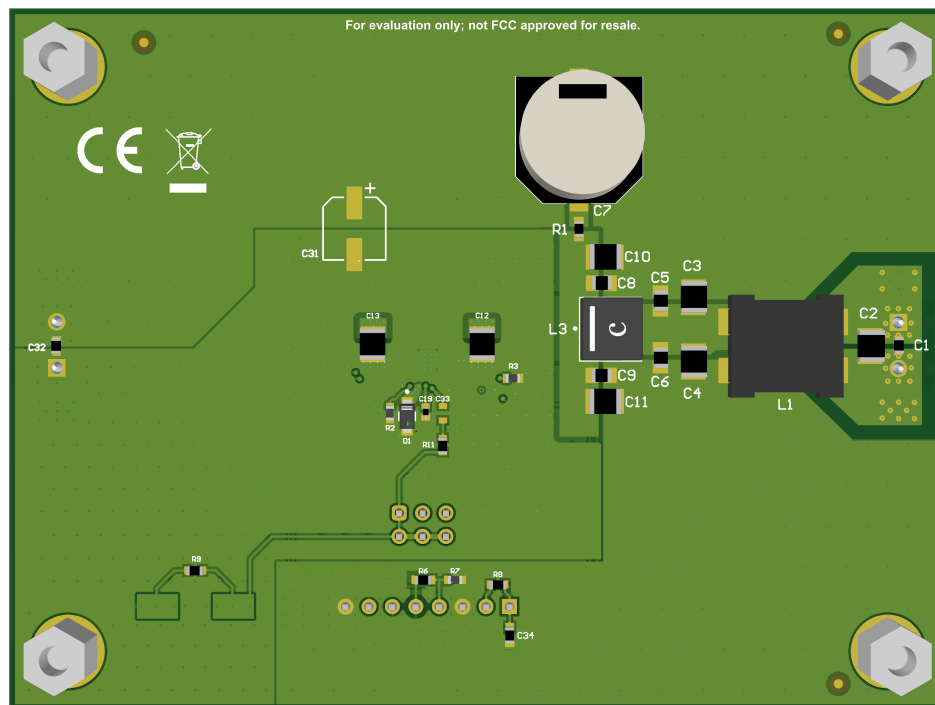 For evaluation only; not FCC approved for resale.
CE
+
C7
R1
C31
C10
C8
C5
C3
C13
C12
C2
L3
C
C32
C1
R3
C9
C6
C4
C11
L1
C19
C33
R2
D1
R11
R9
R6
R7
R8
C34